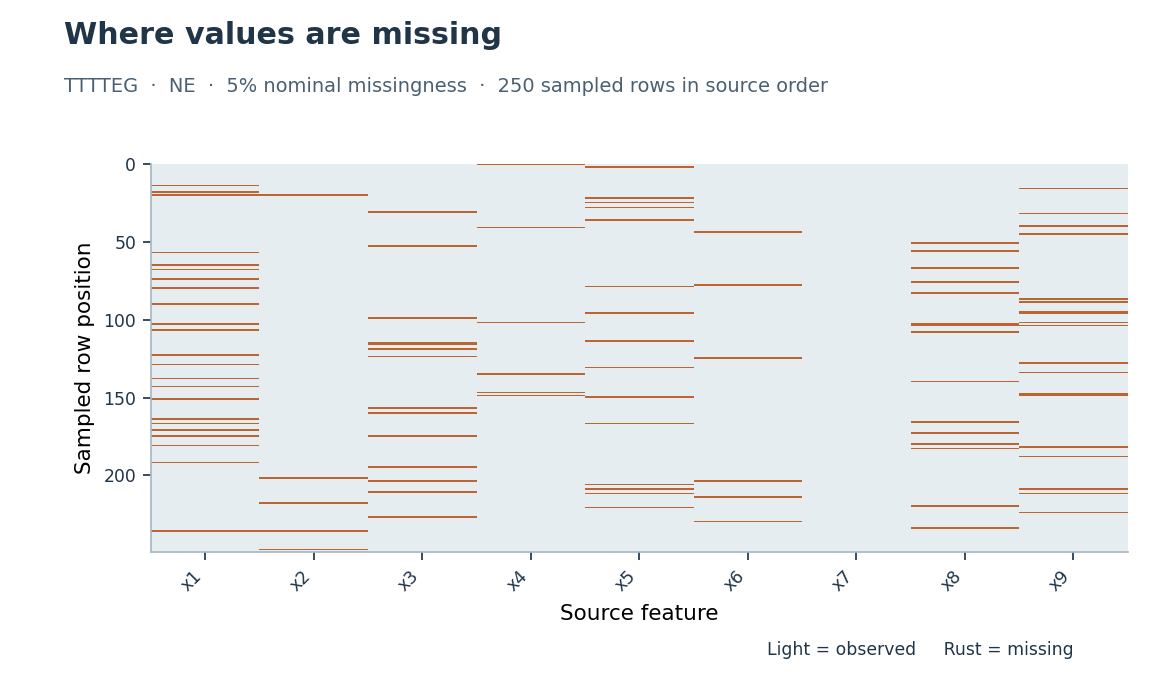 Where values are missing
TTTTEG · NE · 5% nominal missingness · 250 sampled rows in source order
0
50
100
150
200
Sampled row position
x1 x2 x3 x4 x5 x6 x7 x8 x9
Source feature
Light = observed Rust = missing